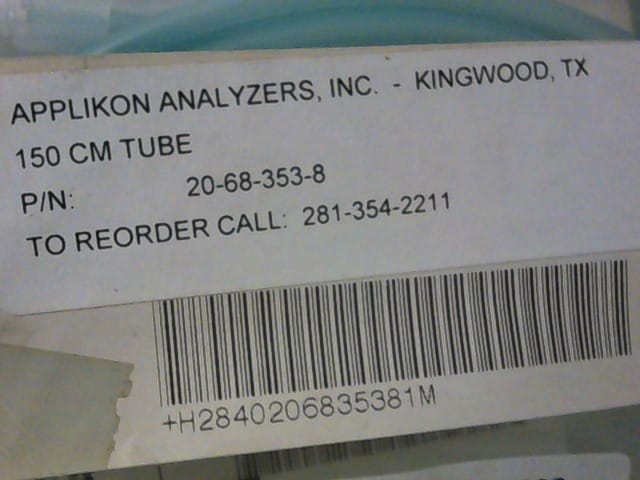 APPLIKON ANALYZERS, INC. - KINGWOOD, TX
150 CM TUBE
P/N: 20-68-353-8
TO REORDER CALL: 281-354-2211
+H2840206835381M